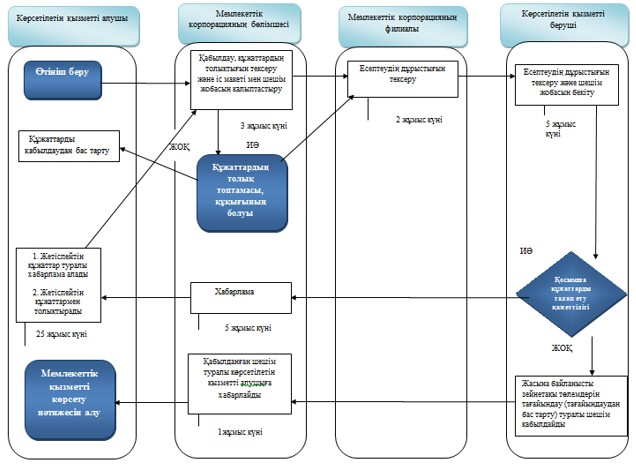 Көрсетілетін қызметті алушы
Мемлекеттік
корпорацияның бөлімшесі
Мемлекеттік корпорацияның
филиалы
Көрсетілетін қызметті
беруші
Өтініш беру
Қабылдау, құжаттардың
толықтығын тексеру
және іс макеті мен шешім
жобасын қалыптастыру
Есептеудің дұрыстығын
тексеру
Есептеудің дұрыстығын
тексеру және шешім
жобасын бекіту
3 жұмыс күні
2 жұмыс күні
5 жұмыс
күні
Құжаттарды
қабылдаудан бас тарту
ЖОҚ
ИӘ
Құжаттардың
толық
топтамасы,
құқығының
болуы
1. Жетіспейтін
құжаттар туралы
хабарлама алады
2. Жетіспейтін
құжаттармен
толықтырады
25 жұмыс күні
Хабарлама
5 жұмыс күні
ИӘ
Қосымша
құжаттарды
талап ету
қажеттілігі
ЖОҚ
Мемлекеттік
қызметті
көрсету
нәтижесін алу
Қабылданған шешім
туралы көрсетілетін
қызметті алушыға
хабарлайды
1жұмыс күні
Жасына байланысты
зейнетақы төлемдерін
тағайындау (тағайындаудан
бас тарту) туралы шешім
қабылдайды